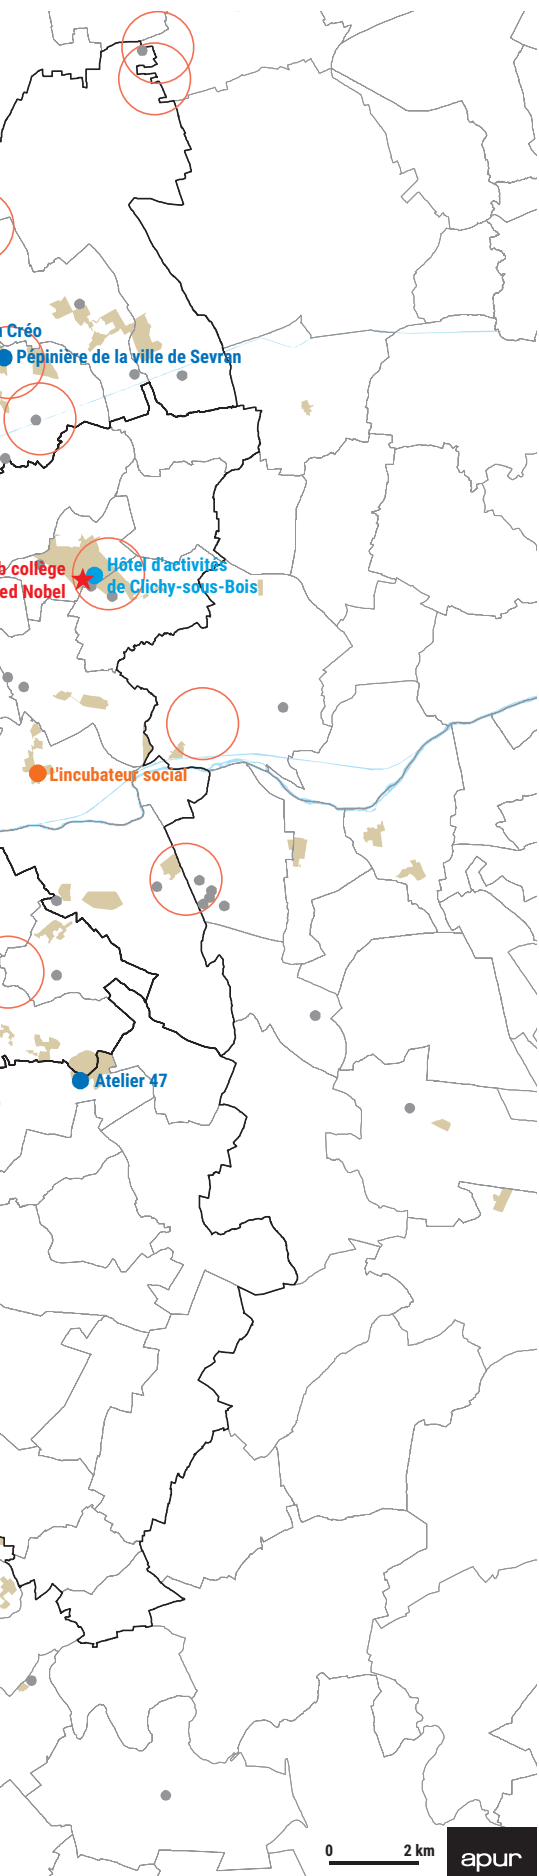 Créo
Pépinière de la ville de Sevran
collège
Hôtel d'activités
de Clichy-sous-Bois
Nobel
L'incubateur social
Atelier 47
0 2 km
apur